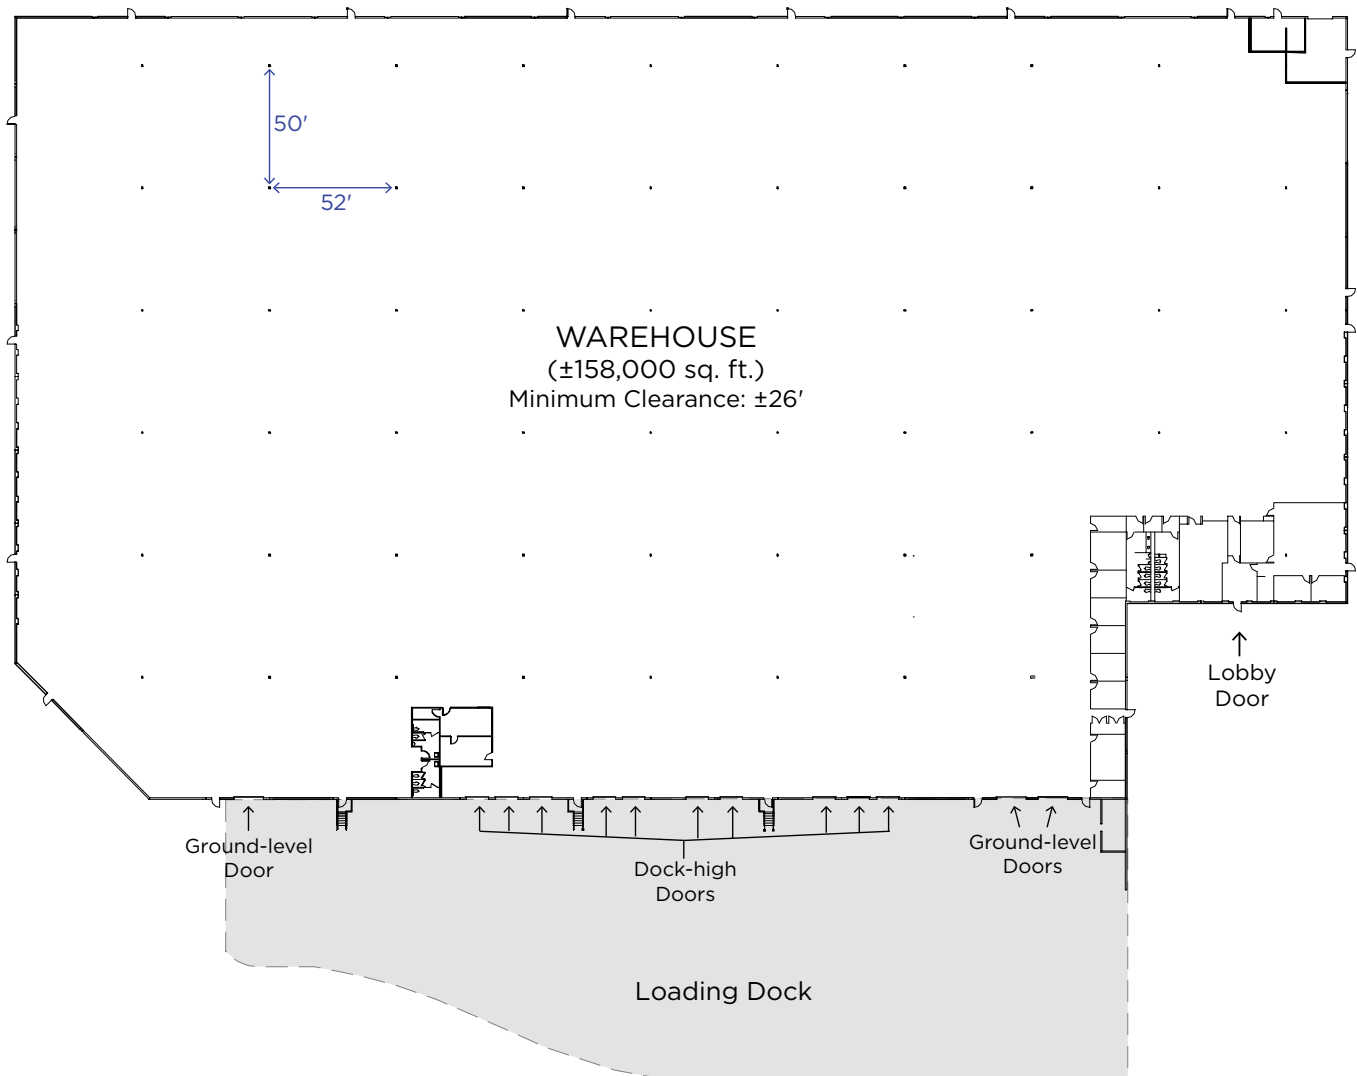 50'
52'
WAREHOUSE
(±158,000 sq. ft.)
Minimum Clearance: ±26'
Lobby
Door
Ground-level
Door
Dock-high
Doors
Ground-level
Doors
Loading Dock